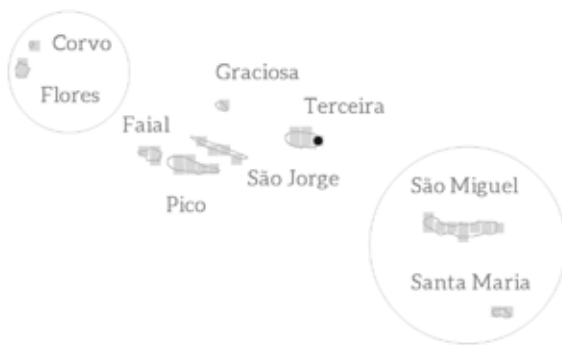 Corvo
Flores
Graciosa
Terceira
Faial
São Jorge
Pico
São Miguel
Santa Maria